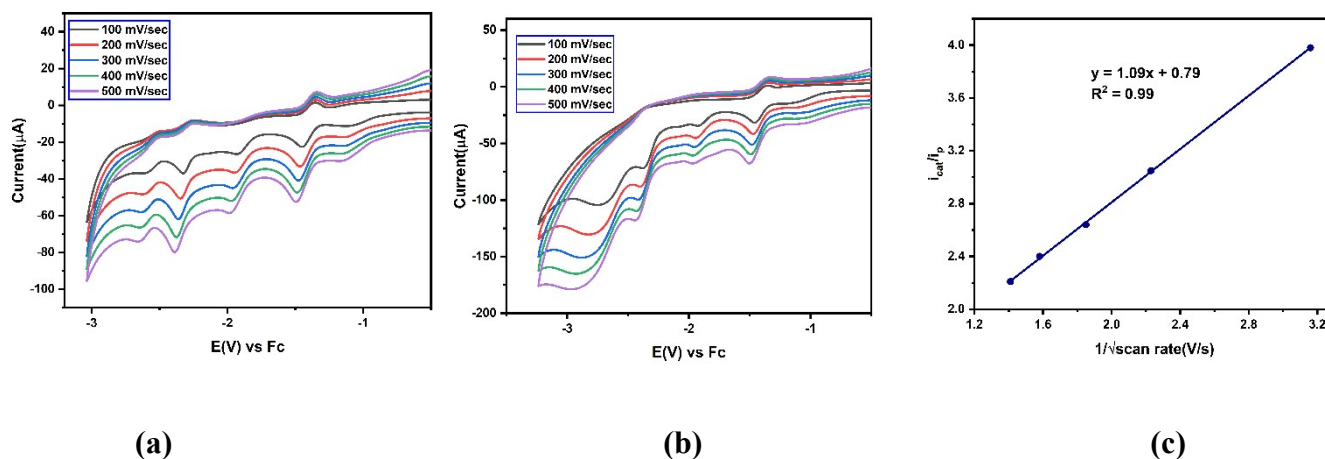 100 mV/sec
200 mV/sec
300 mV/sec
400 mV/sec
500 mV/sec
40
20
0
-20
-40
-60
-80
-100
Current(μA)
-3
-2
-1
E(V) vs Fc
(a)
100 mV/sec
200 mV/sec
300 mV/sec
400 mV/sec
500 mV/sec
50
0
-50
-100
-150
-200
Current(μA)
-3
-2
-1
E(V) vs Fc
(b)
y = 1.09x + 0.79
R² = 0.99
4.0
3.6
3.2
2.8
2.4
2.0
i_cat/i_p
1.2
1.6
2.0
2.4
2.8
3.2
1/√scan rate(V/s)
(c)